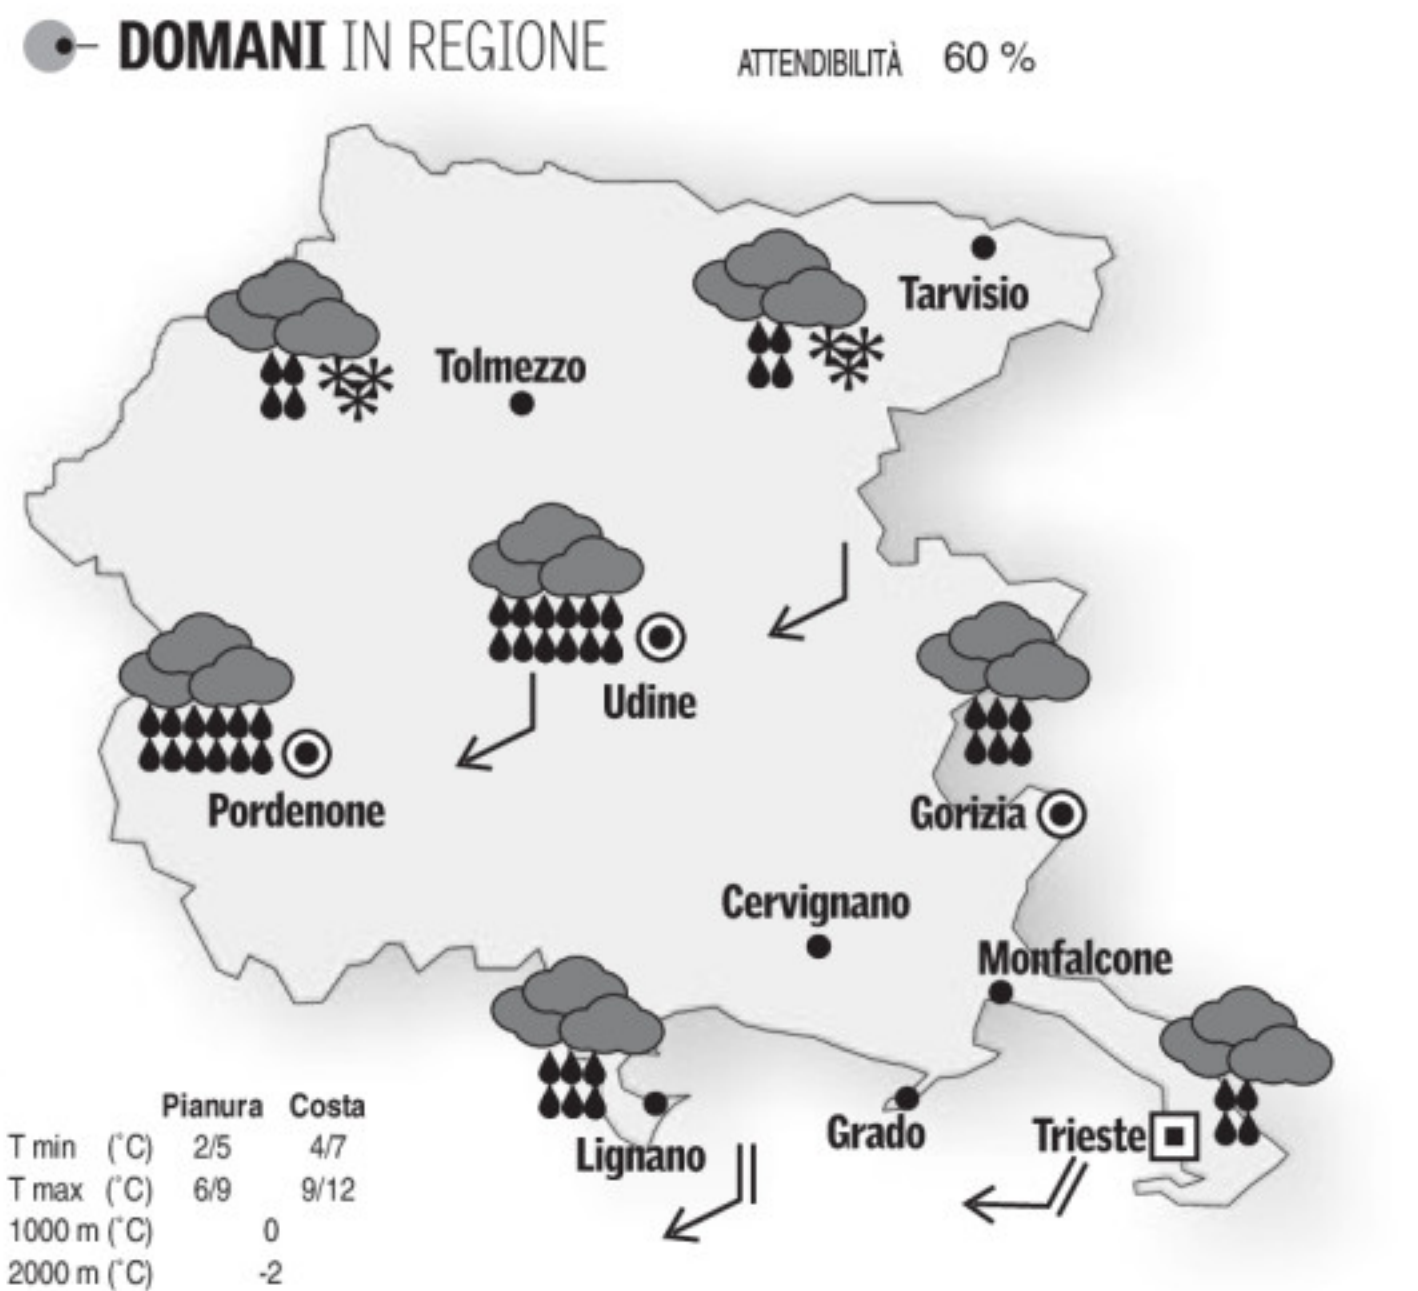 DOMANI IN REGIONE
ATTENDIBILITÀ 60 %
Tarvisio
Tolmezzo
Udine
Pordenone
Gorizia
Cervignano
Monfalcone
Lignano
Grado
Trieste
Pianura Costa
T min (°C) 2/5 4/7
T max (°C) 6/9 9/12
1000 m (°C) 0
2000 m (°C) -2